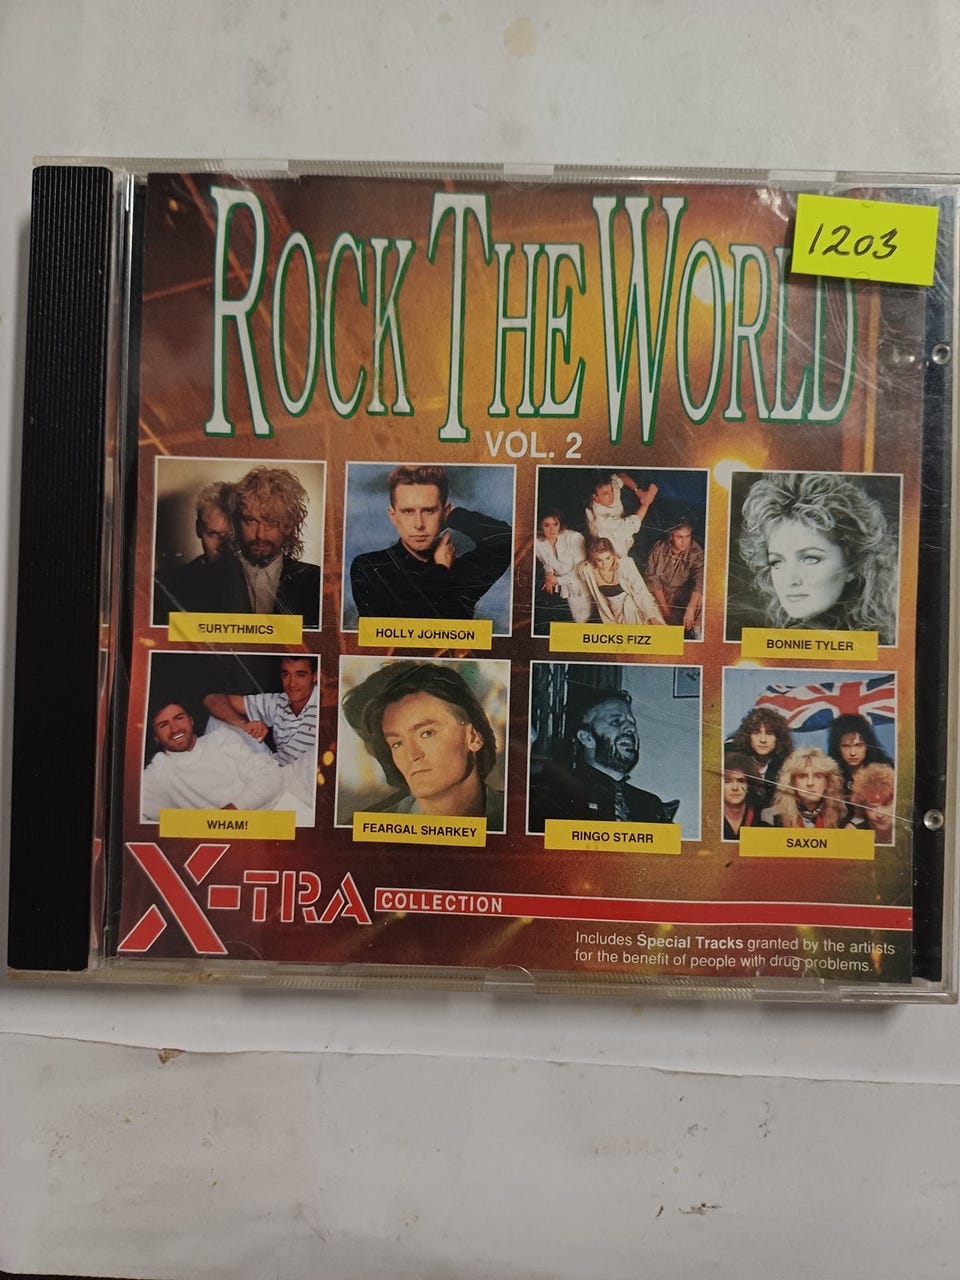 ROCK THE WORLD
1203
VOL. 2
EURYTHMICS
HOLLY JOHNSON
BUCKS FIZZ
BONNIE TYLER
WHAM!
FEARGAL SHARKEY
RINGO STARR
SAXON
X-TRA COLLECTION
Includes Special Tracks granted by the artitsts
for the benefit of people with drug problems.